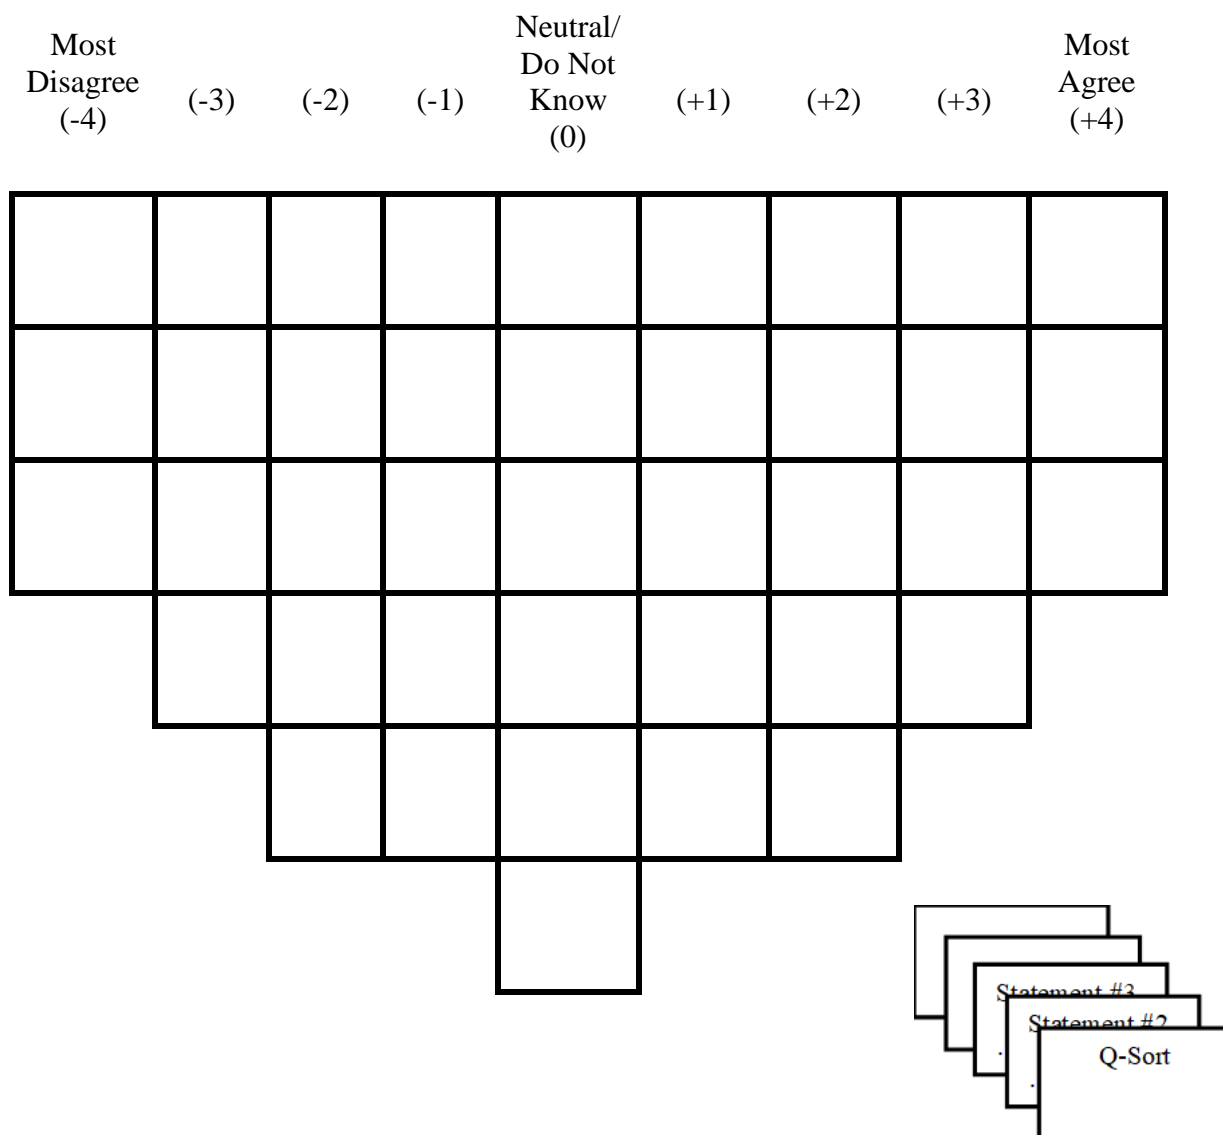 Most
Disagree
(-4)
(-3)
(-2)
(-1)
Neutral/
Do Not
Know
(0)
(+1)
(+2)
(+3)
Most
Agree
(+4)
Statement #3
Statement #2
.
Q-Sort
.